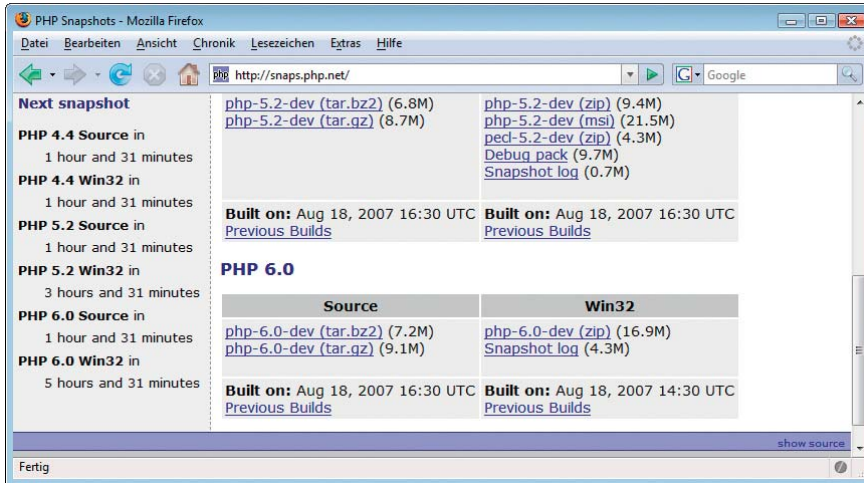 PHP Snapshots - Mozilla Firefox
Datei Bearbeiten Ansicht Chronik Lesezeichen Extras Hilfe
php http://snaps.php.net/ G Google
Next snapshot
PHP 4.4 Source in
1 hour and 31 minutes
PHP 4.4 Win32 in
1 hour and 31 minutes
PHP 5.2 Source in
1 hour and 31 minutes
PHP 5.2 Win32 in
3 hours and 31 minutes
PHP 6.0 Source in
1 hour and 31 minutes
PHP 6.0 Win32 in
5 hours and 31 minutes
php-5.2-dev (tar.bz2) (6.8M)
php-5.2-dev (tar.gz) (8.7M)
php-5.2-dev (zip) (9.4M)
php-5.2-dev (msi) (21.5M)
pecl-5.2-dev (zip) (4.3M)
Debug pack (9.7M)
Snapshot log (0.7M)
Built on: Aug 18, 2007 16:30 UTC
Previous Builds
Built on: Aug 18, 2007 16:30 UTC
Previous Builds
PHP 6.0
Source
Win32
php-6.0-dev (tar.bz2) (7.2M)
php-6.0-dev (tar.gz) (9.1M)
php-6.0-dev (zip) (16.9M)
Snapshot log (4.3M)
Built on: Aug 18, 2007 16:30 UTC
Previous Builds
Built on: Aug 18, 2007 14:30 UTC
Previous Builds
show source
Fertig